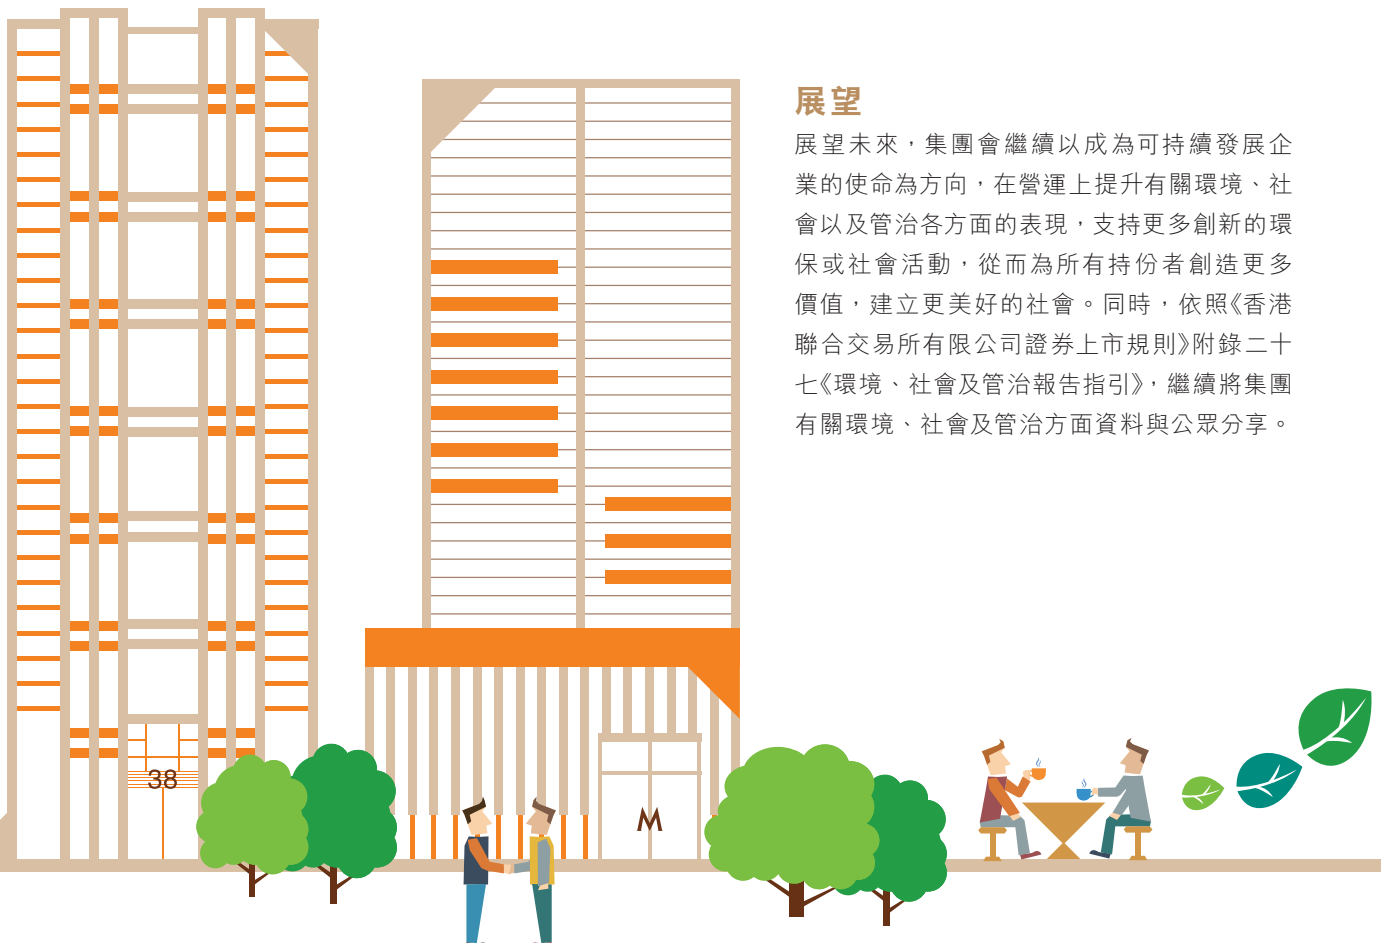 展望
展望未來，集團會繼續以成為可持續發展企
業的使命為方向，在營運上提升有關環境、社
會以及管治各方面的表現，支持更多創新的環
保或社會活動，從而為所有持份者創造更多
價值，建立更美好的社會。同時，依照《香港
聯合交易所有限公司證券上市規則》附錄二十
七《環境、社會及管治報告指引》，繼續將集團
有關環境、社會及管治方面資料與公眾分享。
38
M